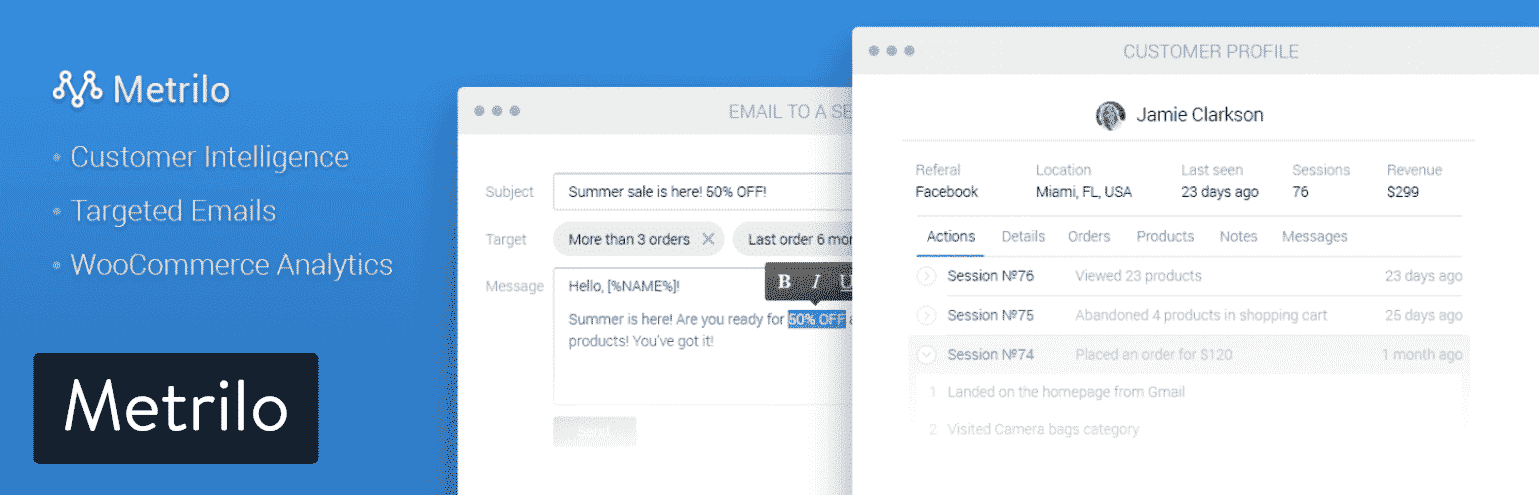 Metrilo
• Customer Intelligence
• Targeted Emails
• WooCommerce Analytics
Metrilo
EMAIL TO A SE
Subject
Summer sale is here! 50% OFF!
Target
More than 3 orders
Last order 6 mon
Message
Hello, [%NAME%]!
B I U
Summer is here! Are you ready for 50% OFF a
products! You've got it!
Send
CUSTOMER PROFILE
Jamie Clarkson
Referal Location Last seen Sessions Revenue
Facebook Miami, FL, USA 23 days ago 76 $299
Actions Details Orders Products Notes Messages
Session №76 Viewed 23 products 23 days ago
Session №75 Abandoned 4 products in shopping cart 25 days ago
Session №74 Placed an order for $120 1 month ago
1 Landed on the homepage from Gmail
2 Visited Camera bags category